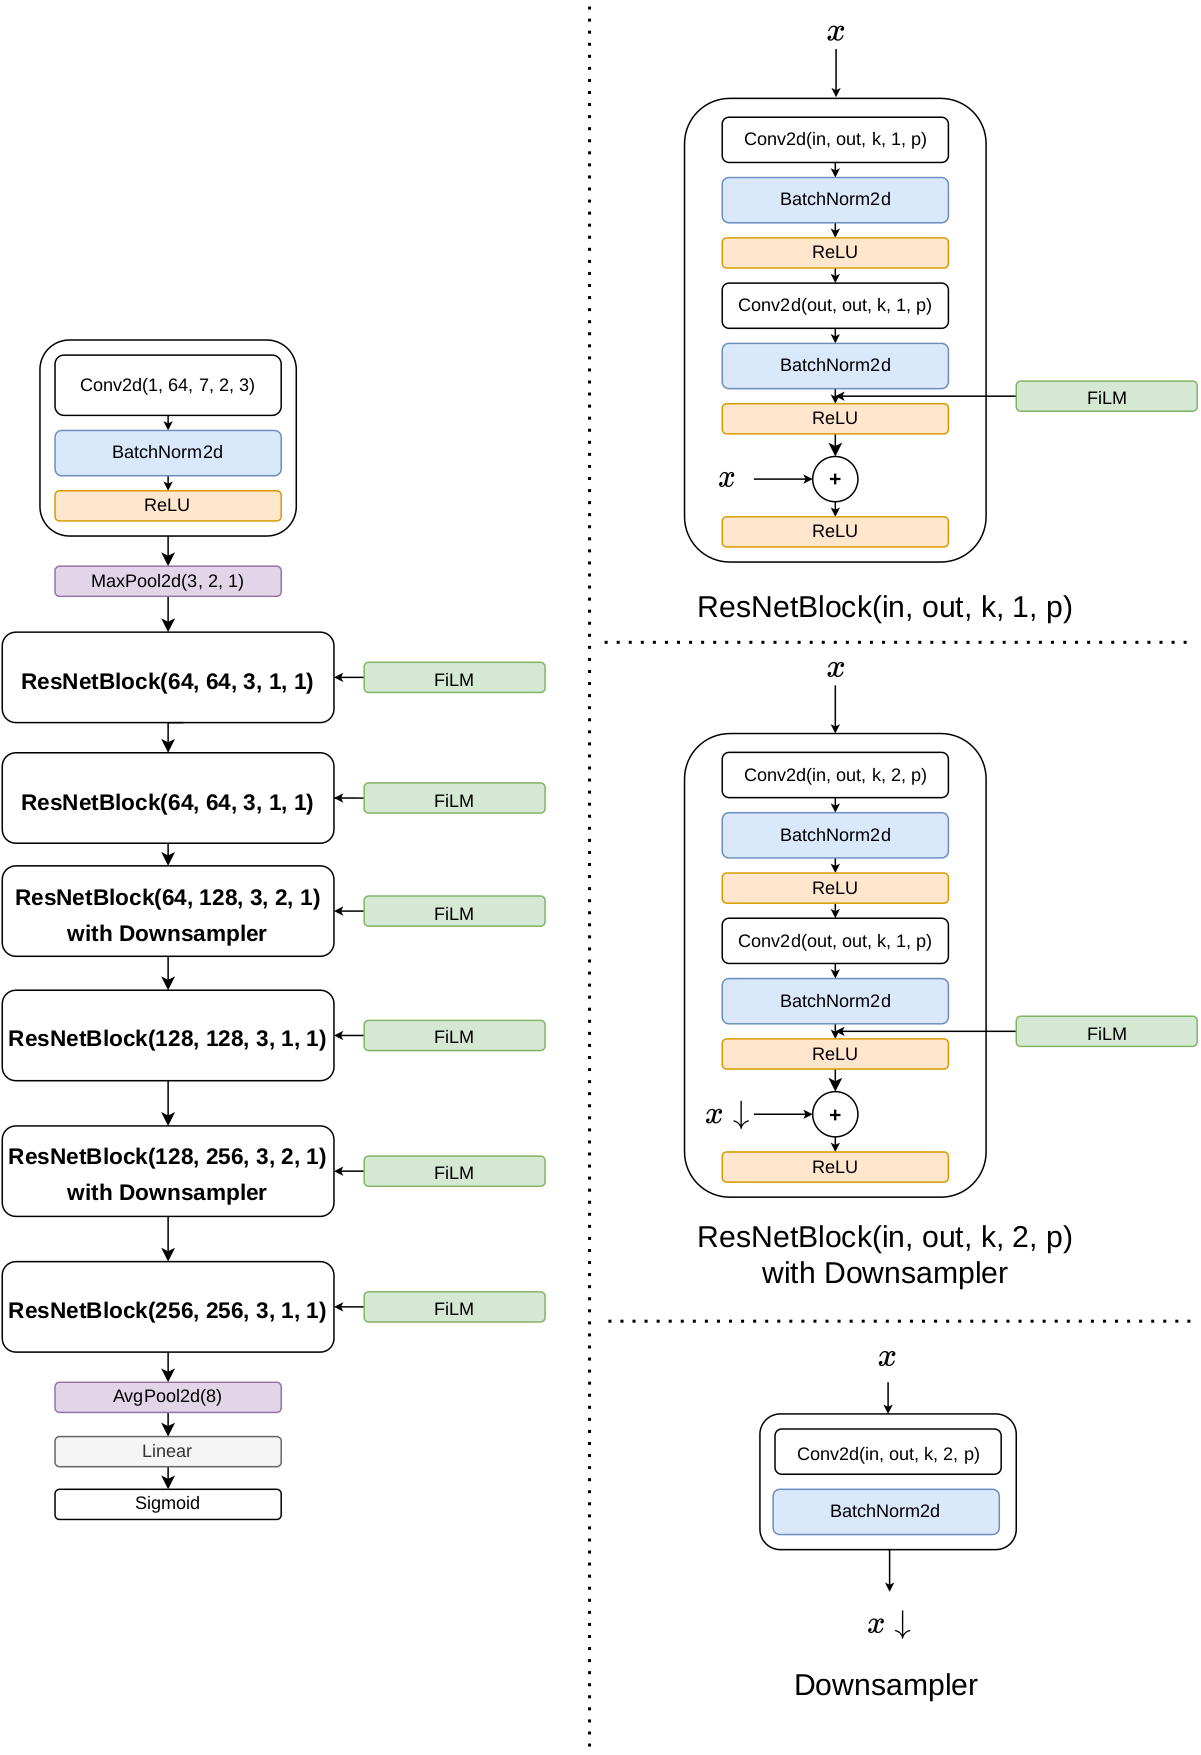 Conv2d(1, 64, 7, 2, 3)
BatchNorm2d
ReLU
MaxPool2d(3, 2, 1)
ResNetBlock(64, 64, 3, 1, 1)
FiLM
ResNetBlock(64, 64, 3, 1, 1)
FiLM
ResNetBlock(64, 128, 3, 2, 1)
with Downsampler
FiLM
ResNetBlock(128, 128, 3, 1, 1)
FiLM
ResNetBlock(128, 256, 3, 2, 1)
with Downsampler
FiLM
ResNetBlock(256, 256, 3, 1, 1)
FiLM
AvgPool2d(8)
Linear
Sigmoid
x
Conv2d(in, out, k, 1, p)
BatchNorm2d
ReLU
Conv2d(out, out, k, 1, p)
BatchNorm2d
FiLM
ReLU
x
+
ReLU
ResNetBlock(in, out, k, 1, p)
x
Conv2d(in, out, k, 2, p)
BatchNorm2d
ReLU
Conv2d(out, out, k, 1, p)
BatchNorm2d
FiLM
ReLU
x ↓
+
ReLU
ResNetBlock(in, out, k, 2, p)
with Downsampler
x
Conv2d(in, out, k, 2, p)
BatchNorm2d
x ↓
Downsampler